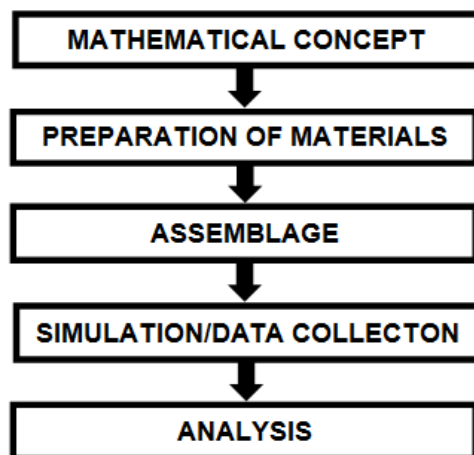 MATHEMATICAL CONCEPT
PREPARATION OF MATERIALS
ASSEMBLAGE
SIMULATION/DATA COLLECTON
ANALYSIS